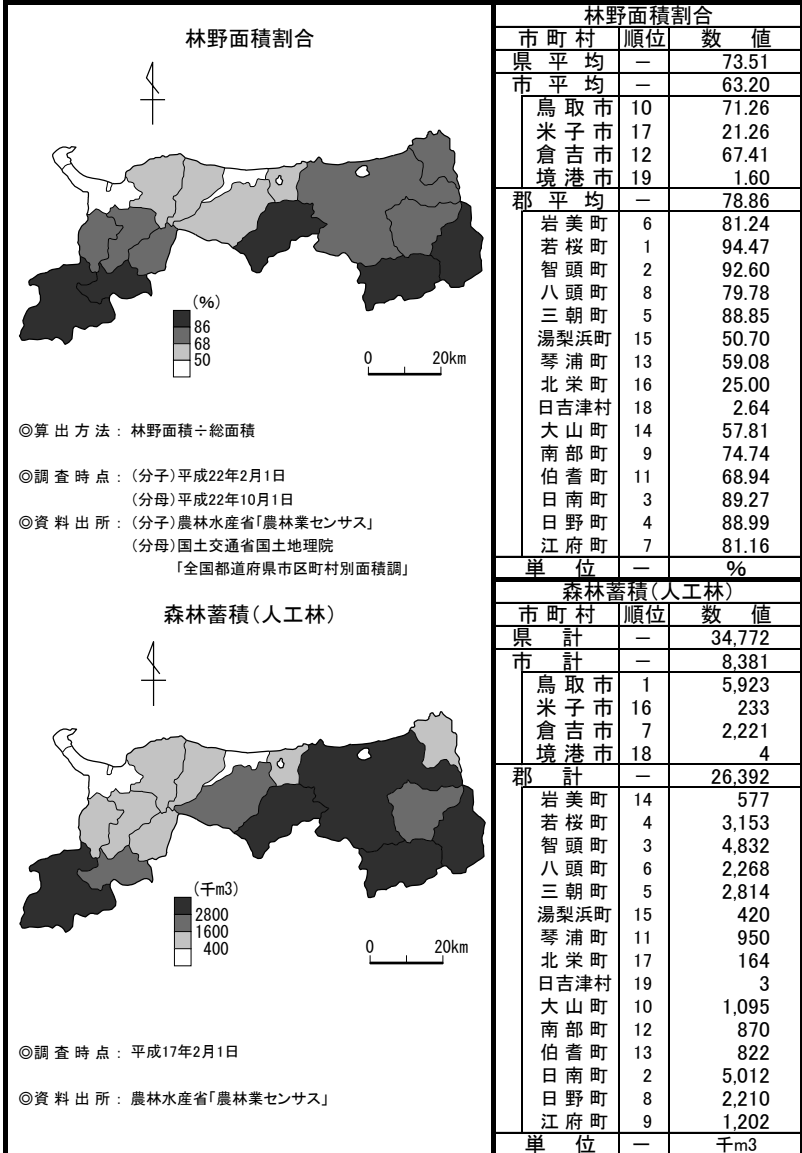 林野面積割合
(%)
86
68
50
0 20km
◎算出方法：林野面積÷総面積
◎調査時点：(分子)平成22年2月1日
(分母)平成22年10月1日
◎資料出所：(分子)農林水産省「農林業センサス」
(分母)国土交通省国土地理院
「全国都道府県市区町村別面積調」
林野面積割合
市町村 順位 数値
県平均 － 73.51
市平均 － 63.20
鳥取市 10 71.26
米子市 17 21.26
倉吉市 12 67.41
境港市 19 1.60
郡平均 － 78.86
岩美町 6 81.24
若桜町 1 94.47
智頭町 2 92.60
八頭町 8 79.78
三朝町 5 88.85
湯梨浜町 15 50.70
琴浦町 13 59.08
北栄町 16 25.00
日吉津村 18 2.64
大山町 14 57.81
南部町 9 74.74
伯耆町 11 68.94
日南町 3 89.27
日野町 4 88.99
江府町 7 81.16
単位 － %
森林蓄積(人工林)
(千m3)
2800
1600
400
0 20km
◎調査時点：平成17年2月1日
◎資料出所：農林水産省「農林業センサス」
森林蓄積(人工林)
市町村 順位 数値
県計 － 34,772
市計 － 8,381
鳥取市 1 5,923
米子市 16 233
倉吉市 7 2,221
境港市 18 4
郡計 － 26,392
岩美町 14 577
若桜町 4 3,153
智頭町 3 4,832
八頭町 6 2,268
三朝町 5 2,814
湯梨浜町 15 420
琴浦町 11 950
北栄町 17 164
日吉津村 19 3
大山町 10 1,095
南部町 12 870
伯耆町 13 822
日南町 2 5,012
日野町 8 2,210
江府町 9 1,202
単位 － 千m3